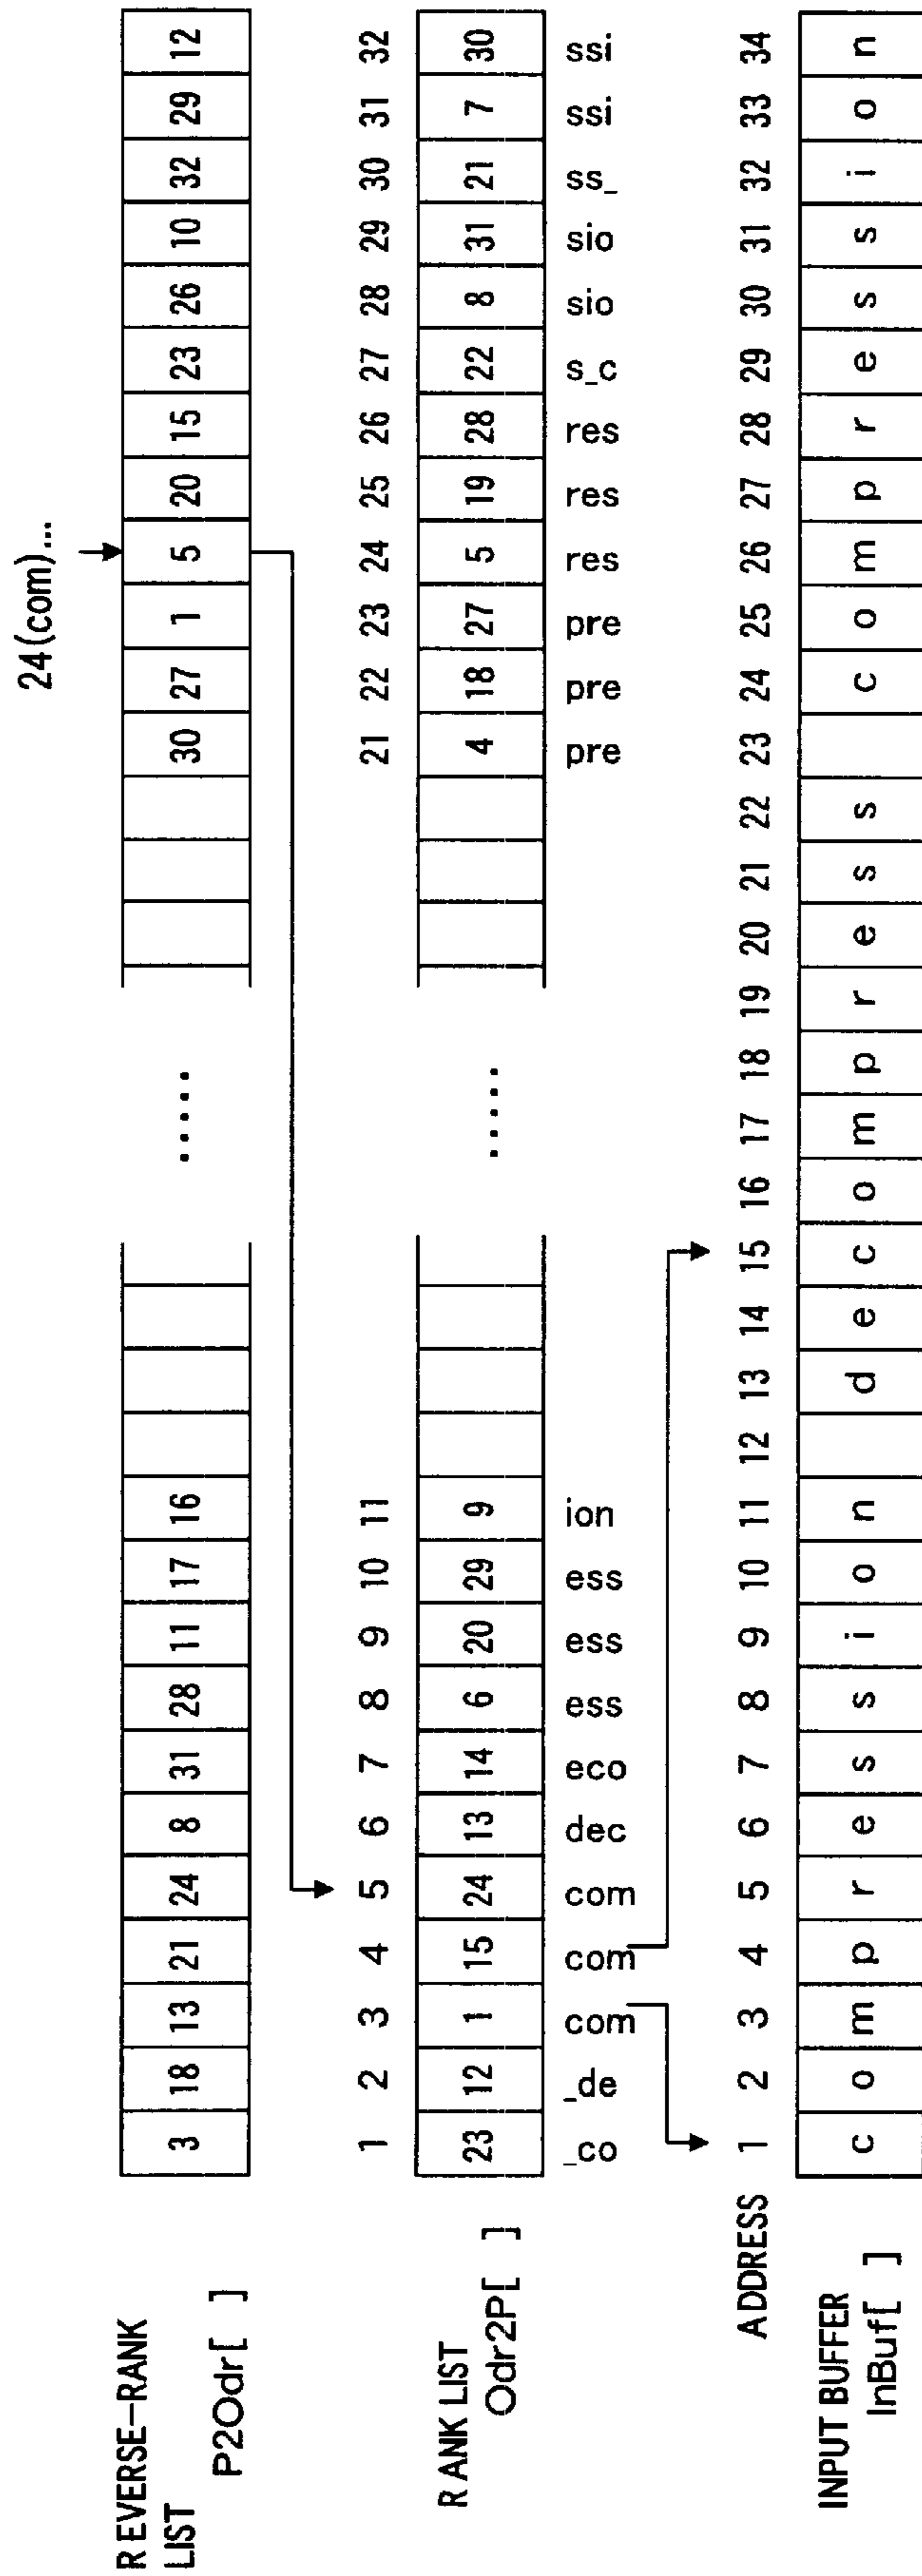 24(com)...
REVERSE-RANK
LIST
P2Odr[ ]
3 18 13 21 24 8 31 28 11 17 16 ..... 30 27 1 5 20 15 23 26 10 32 29 12
1 2 3 4 5 6 7 8 9 10 11 21 22 23 24 25 26 27 28 29 30 31 32
RANK LIST
Odr2P[ ]
23 12 1 15 24 13 14 6 20 29 9 ..... 4 18 27 5 19 28 22 8 31 21 7 30
_co _de com com com dec eco ess ess ess ion pre pre pre res res res s_c sio sio ss_ ssi ssi
ADDRESS 1 2 3 4 5 6 7 8 9 10 11 12 13 14 15 16 17 18 19 20 21 22 23 24 25 26 27 28 29 30 31 32 33 34
INPUT BUFFER
InBuf[ ]
c o m p r e s s i o n d e c o m p r e s s c o m p r e s s i o n